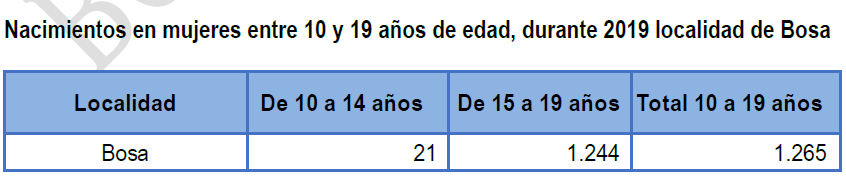 Nacimientos en mujeres entre 10 y 19 años de edad, durante 2019 localidad de Bosa
Localidad De 10 a 14 años De 15 a 19 años Total 10 a 19 años
Bosa 21 1.244 1.265